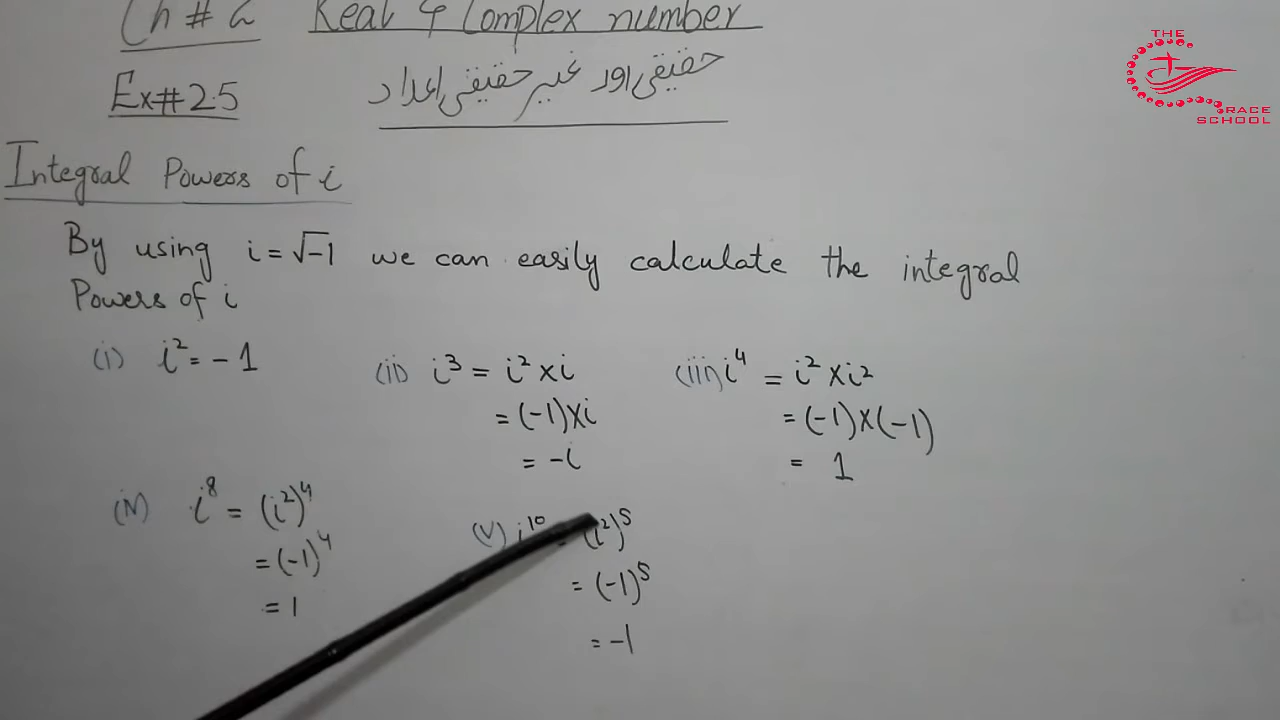 Ch # 2 Real & Complex number
Ex# 2.5
حقیقی اور غیر حقیقی اعداد
THE
GRACE
SCHOOL
Integral Powers of i
By using i = √-1 we can easily calculate the integral
Powers of i
(i) i² = - 1
(ii) i³ = i² × i
= (-1) × i
= -i
(iii) i⁴ = i² × i²
= (-1) × (-1)
= 1
(iv) i⁸ = (i²)⁴
= (-1)⁴
= 1
(v) i¹⁰ = (i²)⁵
= (-1)⁵
= -1